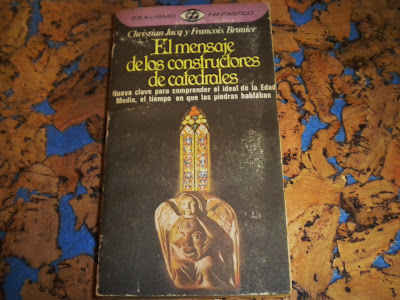 REALISMO FANTASTICO
Christian Jacq y François Brunier
El mensaje
de los constructores
de catedrales
Nueva clave para comprender el ideal de la Edad
Media, el tiempo en que las piedras hablaban